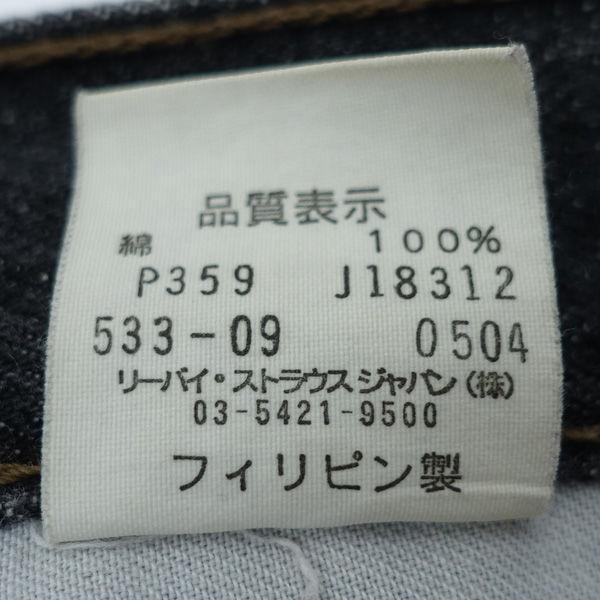 品質表示
綿 100%
P359 J18312
533-09 0504
リーバイ・ストラウスジャパン(株)
03-5421-9500
フィリピン製